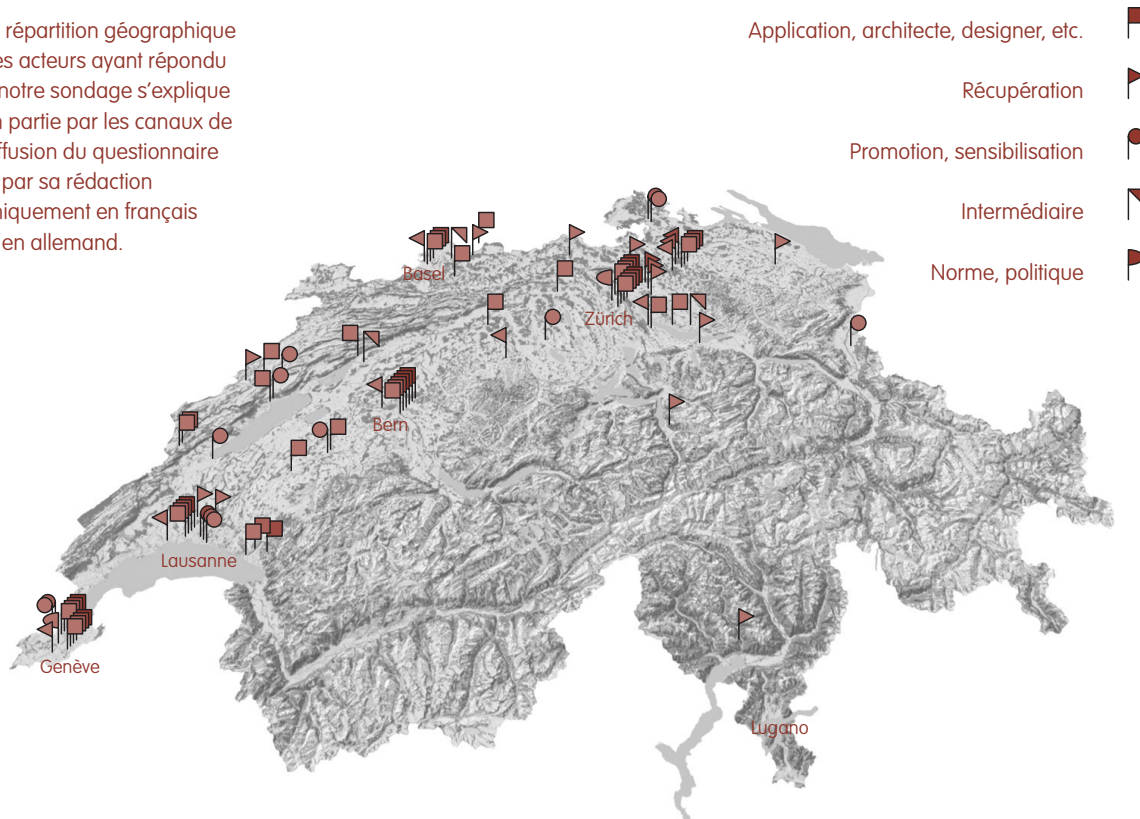 répartition géographique
es acteurs ayant répondu
notre sondage s'explique
partie par les canaux de
ffusion du questionnaire
par sa rédaction
niquement en français
en allemand.
Application, architecte, designer, etc.
Récupération
Promotion, sensibilisation
Intermédiaire
Norme, politique
Basel
Zürich
Bern
Lausanne
Genève
Lugano